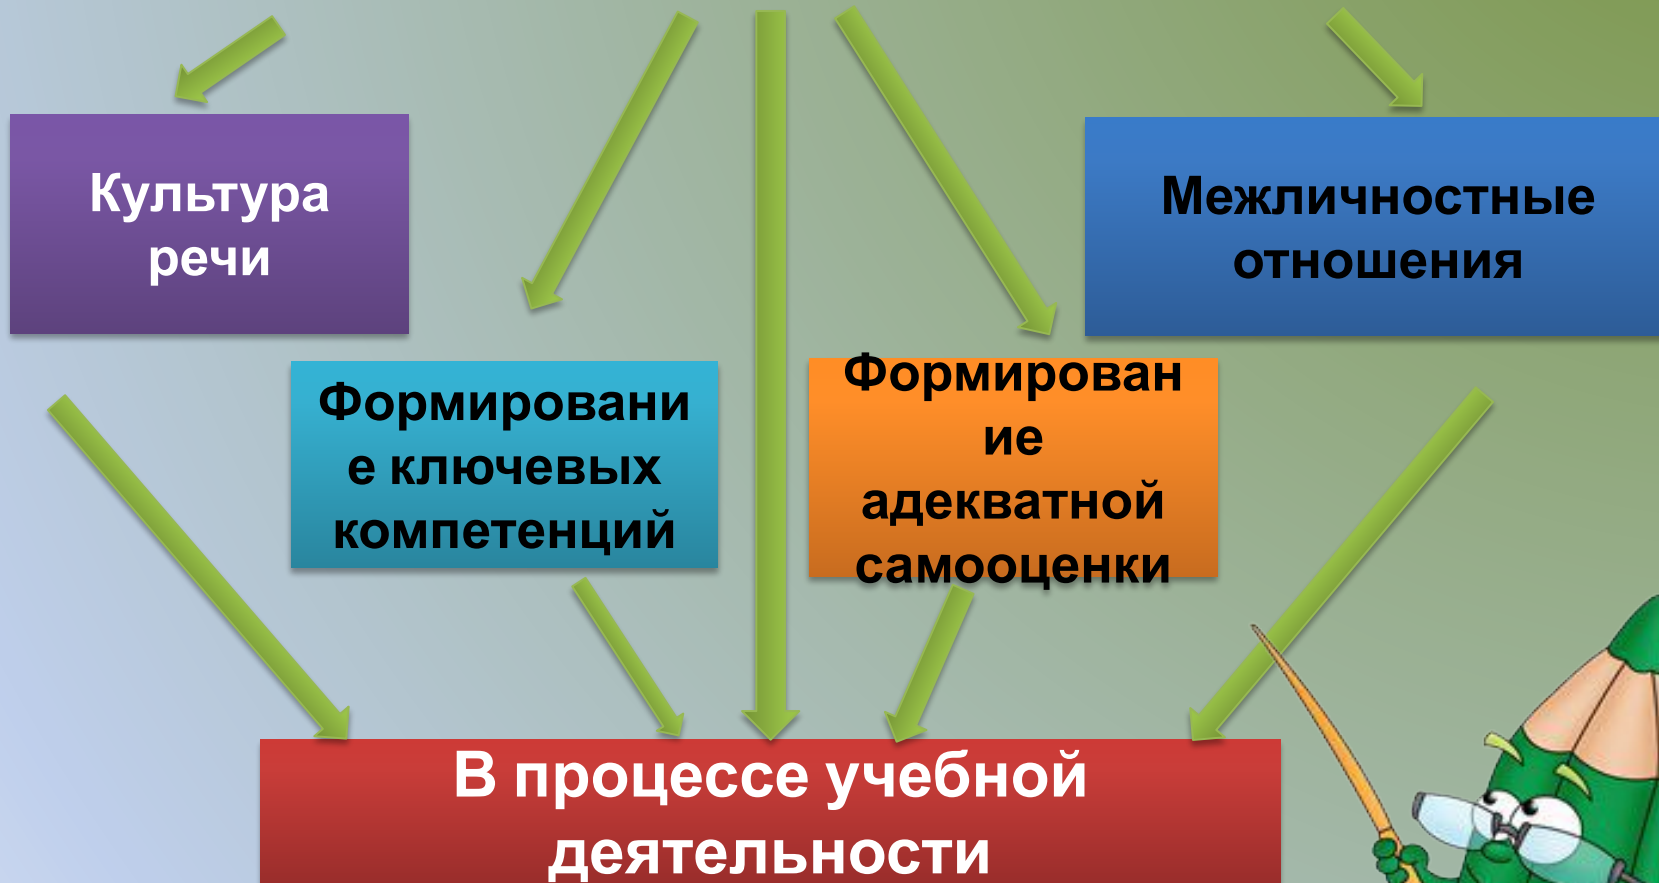 Культура
речи
Межличностные
отношения
Формировани
е ключевых
компетенций
Формирован
ие
адекватной
самооценки
В процессе учебной
деятельности